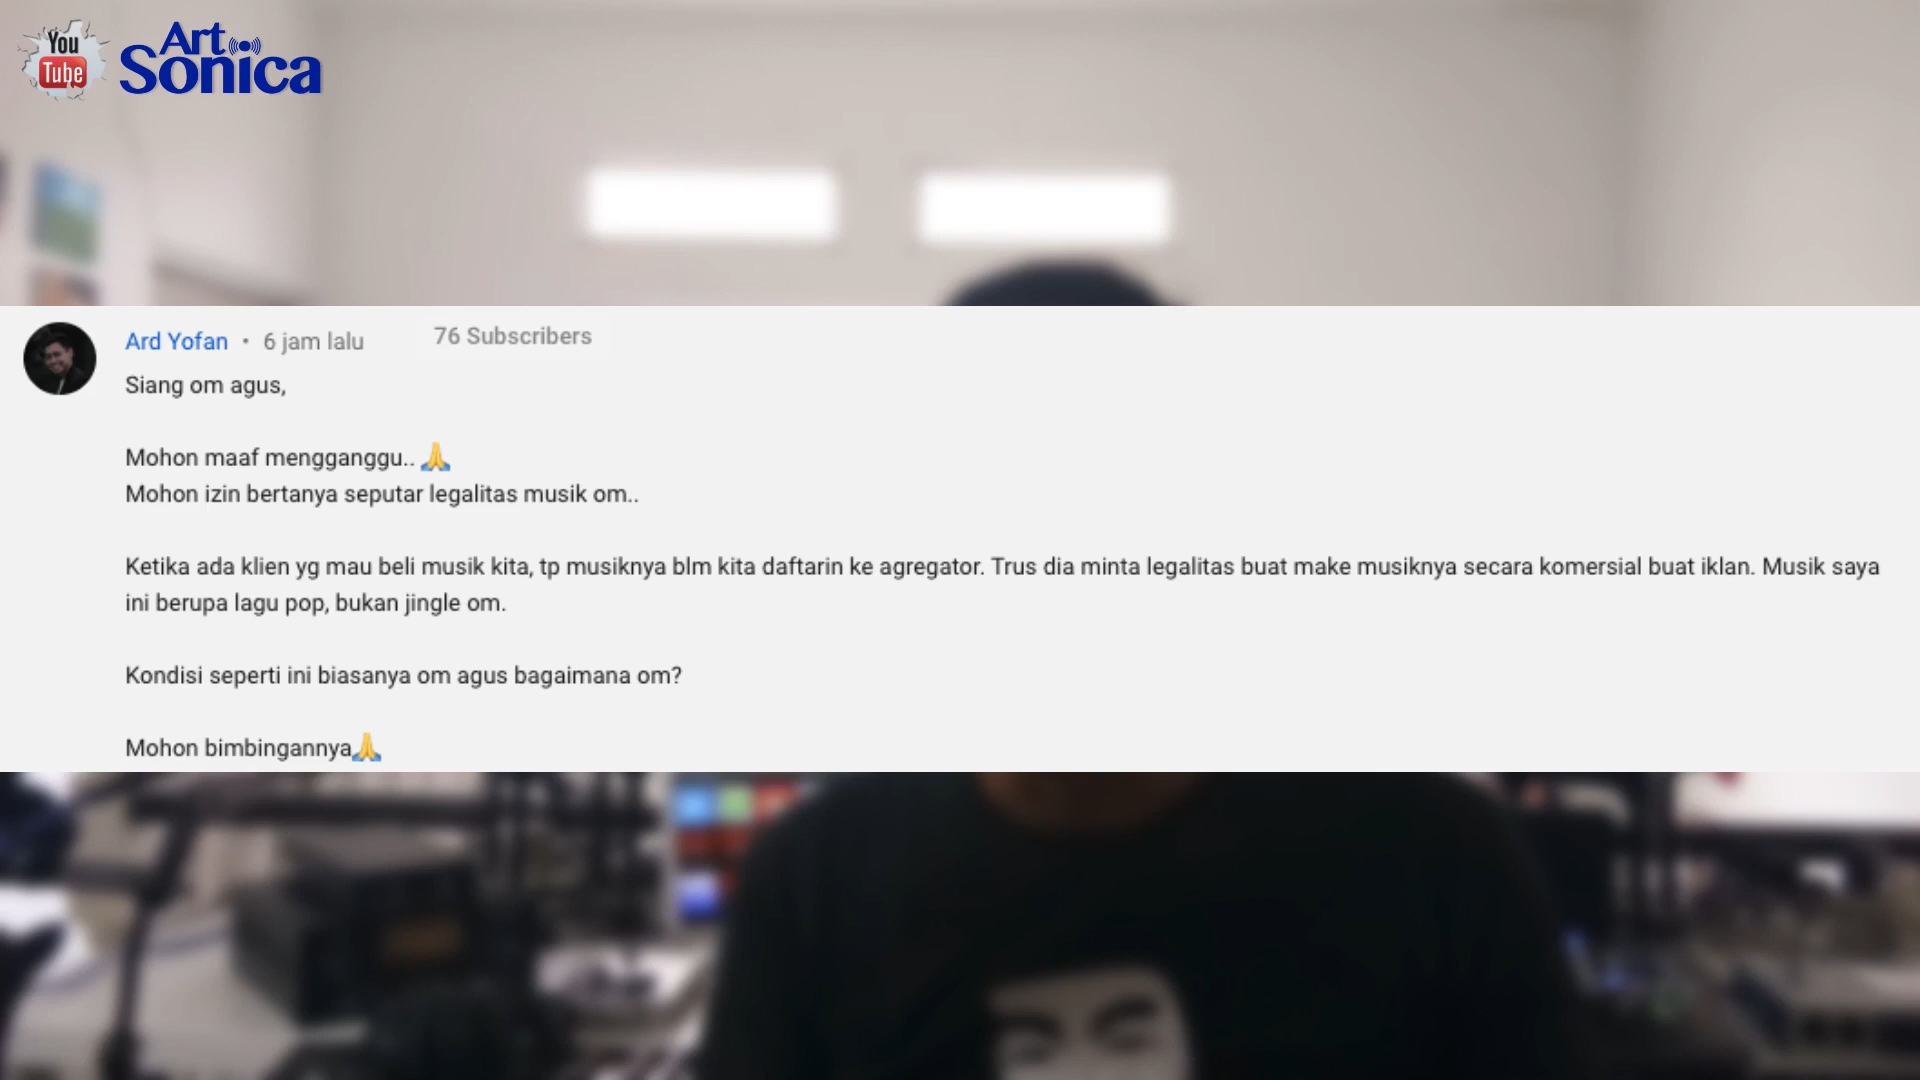 You
Tube
Art
Sonica
Ard Yofan • 6 jam lalu 76 Subscribers
Siang om agus,
Mohon maaf mengganggu.. 🙏
Mohon izin bertanya seputar legalitas musik om..
Ketika ada klien yg mau beli musik kita, tp musiknya blm kita daftarin ke agregator. Trus dia minta legalitas buat make musiknya secara komersial buat iklan. Musik saya
ini berupa lagu pop, bukan jingle om.
Kondisi seperti ini biasanya om agus bagaimana om?
Mohon bimbingannya🙏